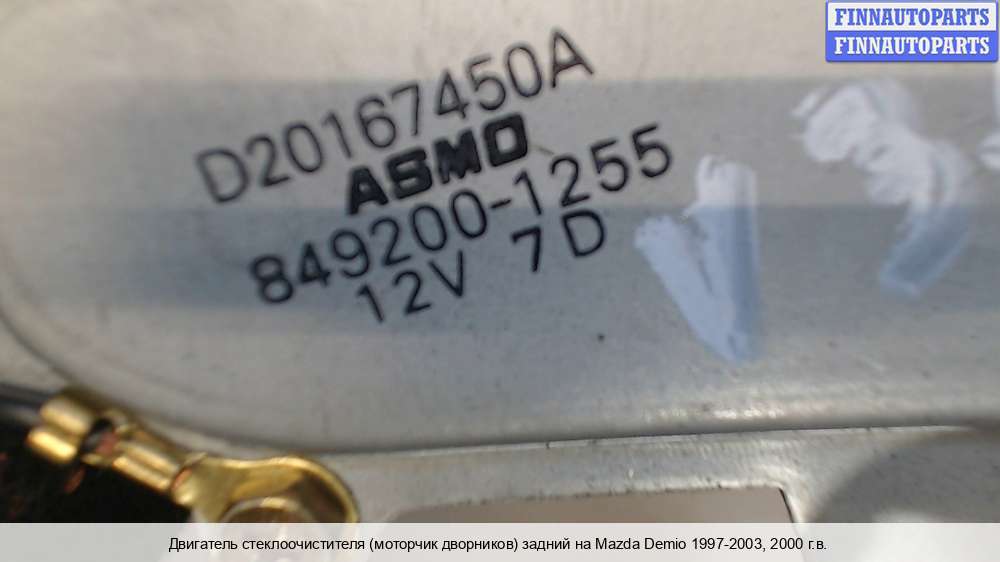 FINNAUTOPARTS
FINNAUTOPARTS
D20167450A
ASMO
849200-1255
12V 7D
Двигатель стеклоочистителя (моторчик дворников) задний на Mazda Demio 1997-2003, 2000 г.в.